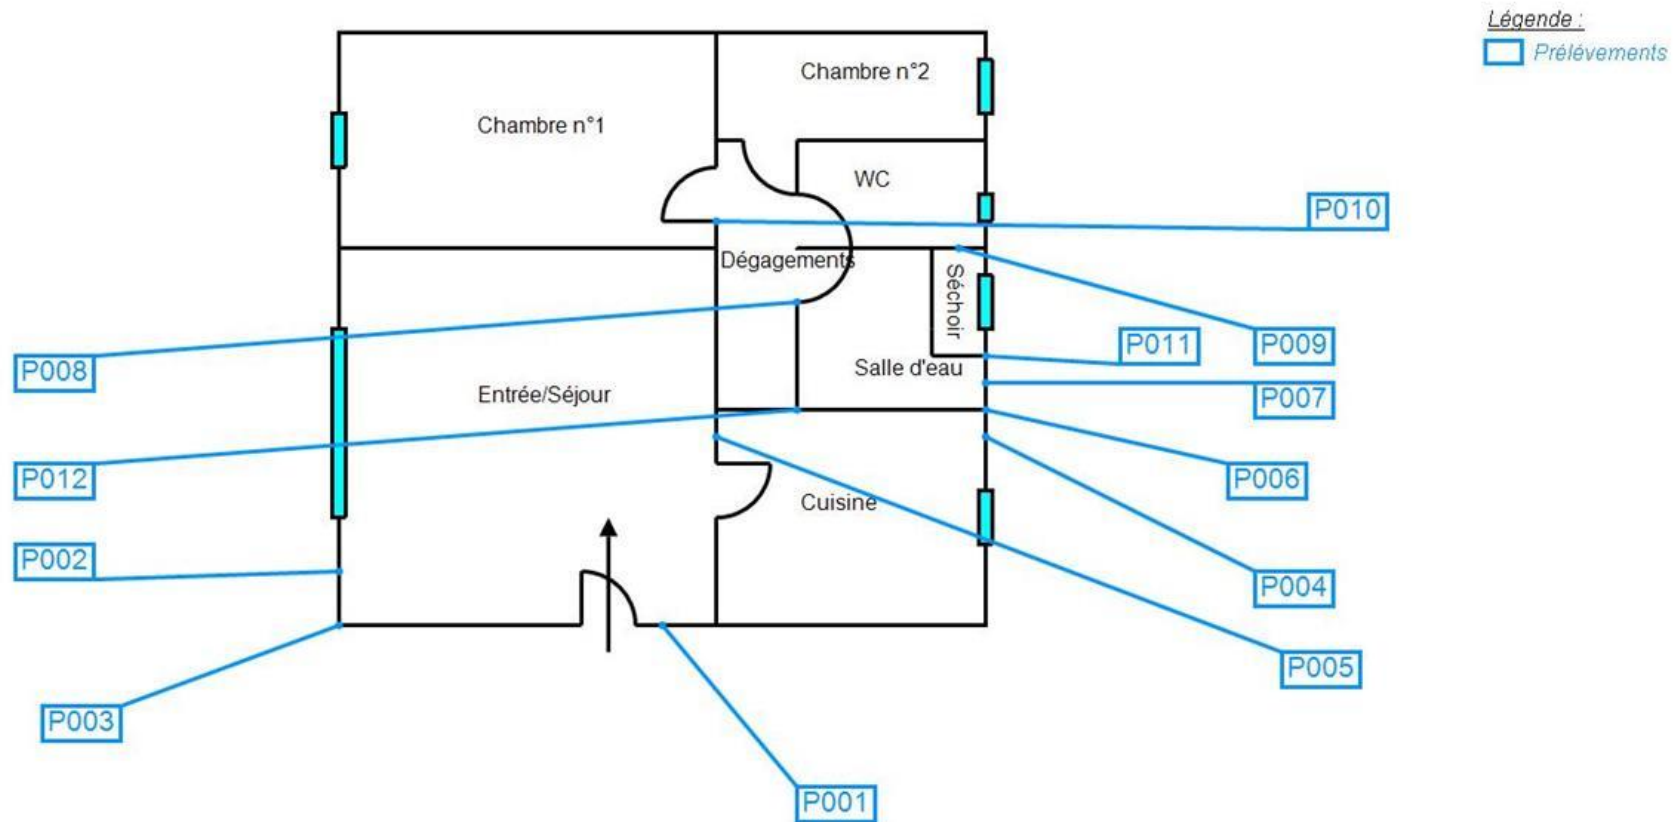 Légende :
Prélévements
Chambre n°2
Chambre n°1
WC
P010
Dégagements
Séchoir
P011
P009
P008
Salle d'eau
Entrée/Séjour
P007
P012
P006
Cuisine
P002
P004
P005
P003
P001